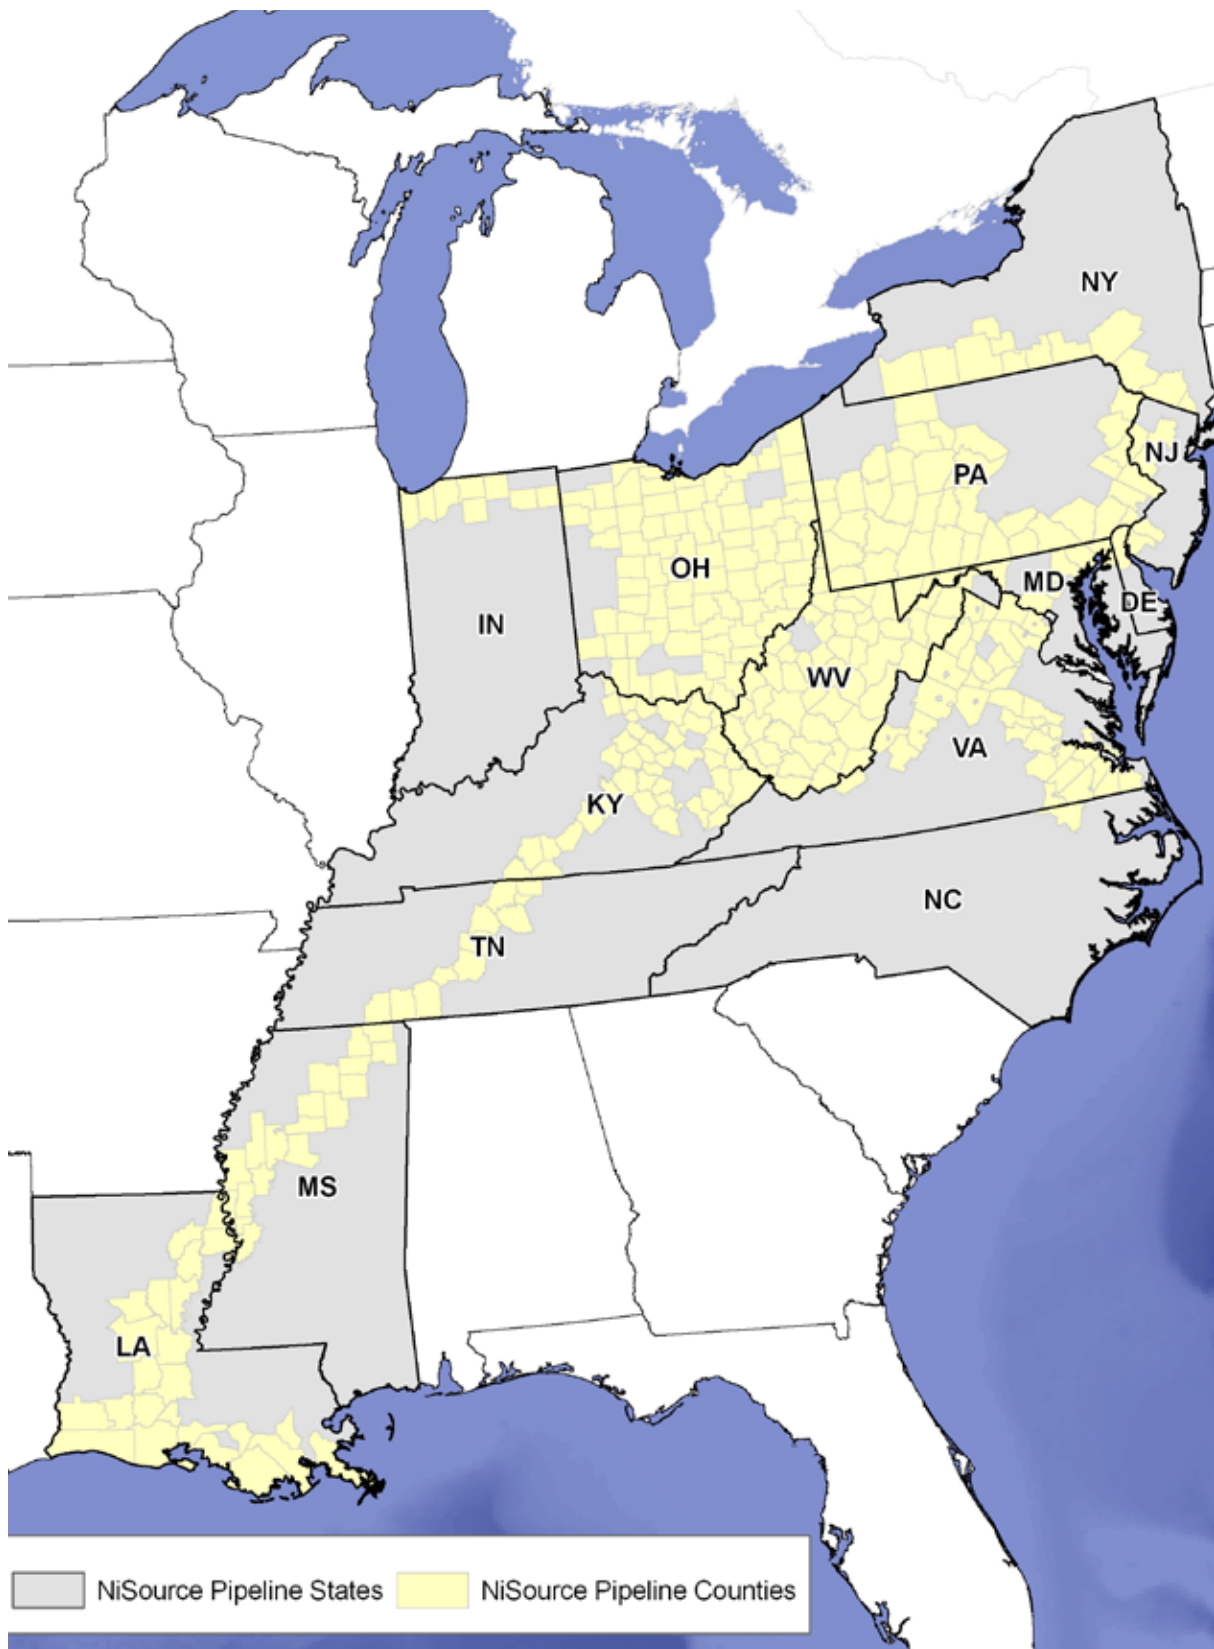 NY
NJ
PA
OH
MD
DE
IN
WV
VA
KY
NC
TN
MS
LA
NiSource Pipeline States
NiSource Pipeline Counties